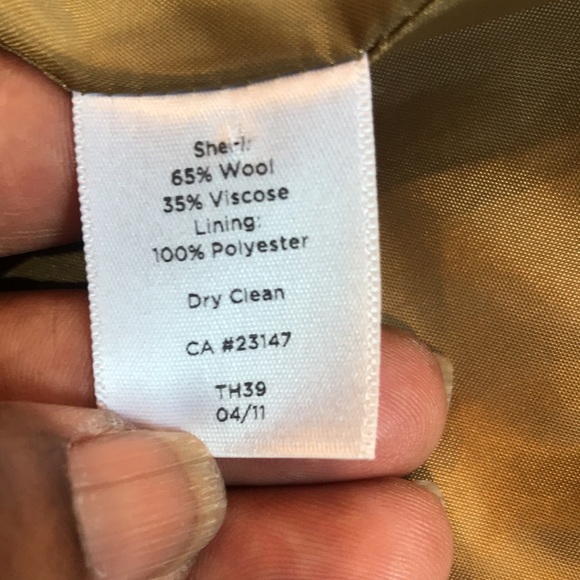 Shell:
65% Wool
35% Viscose
Lining:
100% Polyester
Dry Clean
CA #23147
TH39
04/11